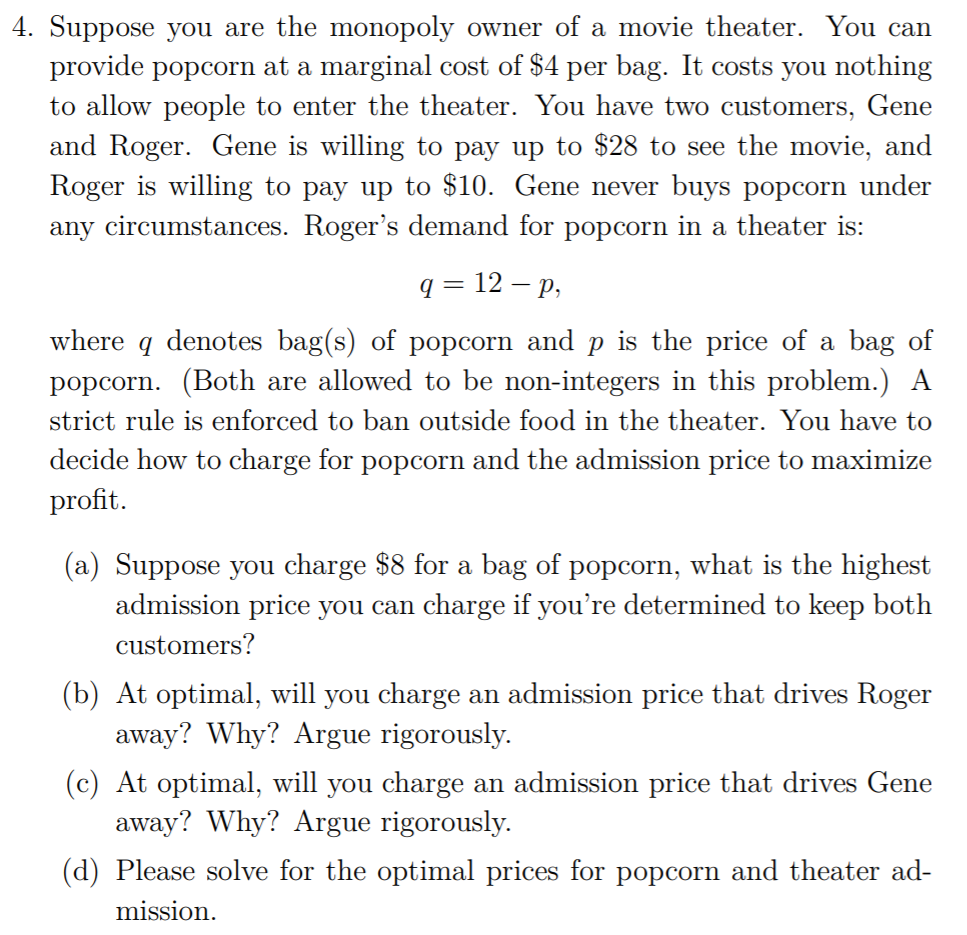 4. Suppose you are the monopoly owner of a movie theater. You can
provide popcorn at a marginal cost of $4 per bag. It costs you nothing
to allow people to enter the theater. You have two customers, Gene
and Roger. Gene is willing to pay up to $28 to see the movie, and
Roger is willing to pay up to $10. Gene never buys popcorn under
any circumstances. Roger's demand for popcorn in a theater is:
q = 12 − p,
where q denotes bag(s) of popcorn and p is the price of a bag of
popcorn. (Both are allowed to be non-integers in this problem.) A
strict rule is enforced to ban outside food in the theater. You have to
decide how to charge for popcorn and the admission price to maximize
profit.
(a) Suppose you charge $8 for a bag of popcorn, what is the highest
admission price you can charge if you're determined to keep both
customers?
(b) At optimal, will you charge an admission price that drives Roger
away? Why? Argue rigorously.
(c) At optimal, will you charge an admission price that drives Gene
away? Why? Argue rigorously.
(d) Please solve for the optimal prices for popcorn and theater ad-
mission.